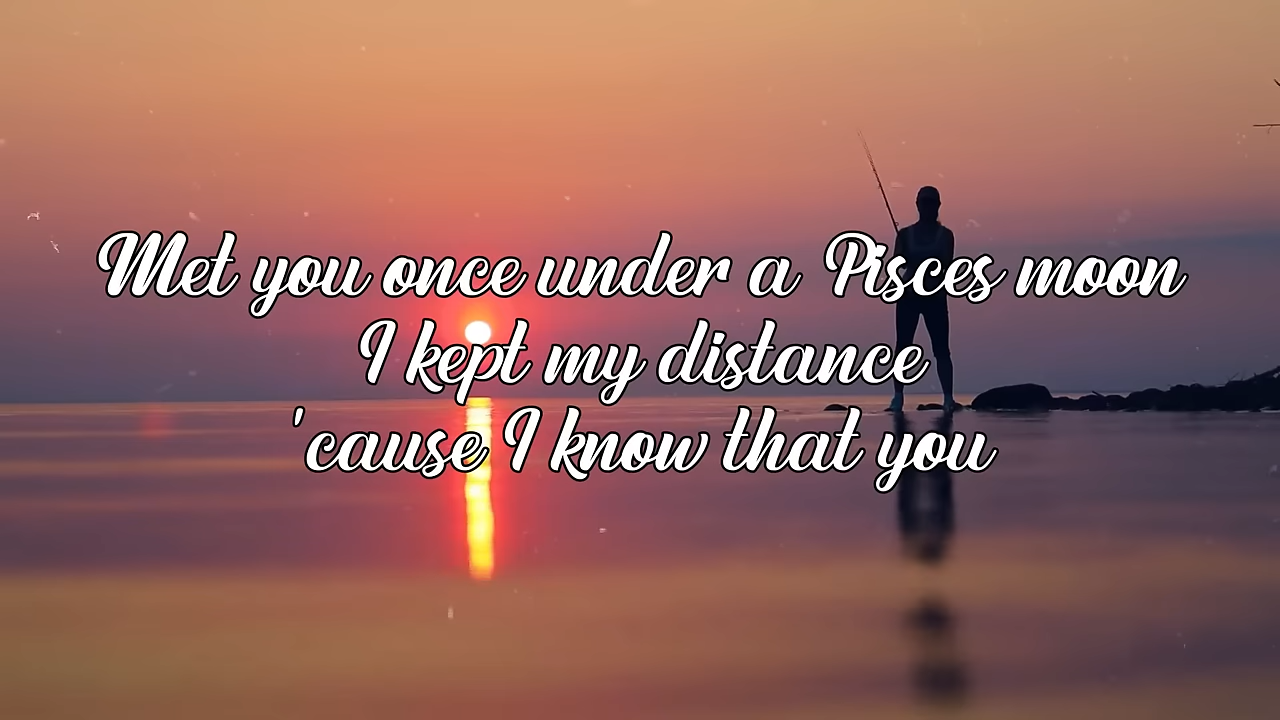 Met you once under a Pisces moon
I kept my distance
'cause I know that you